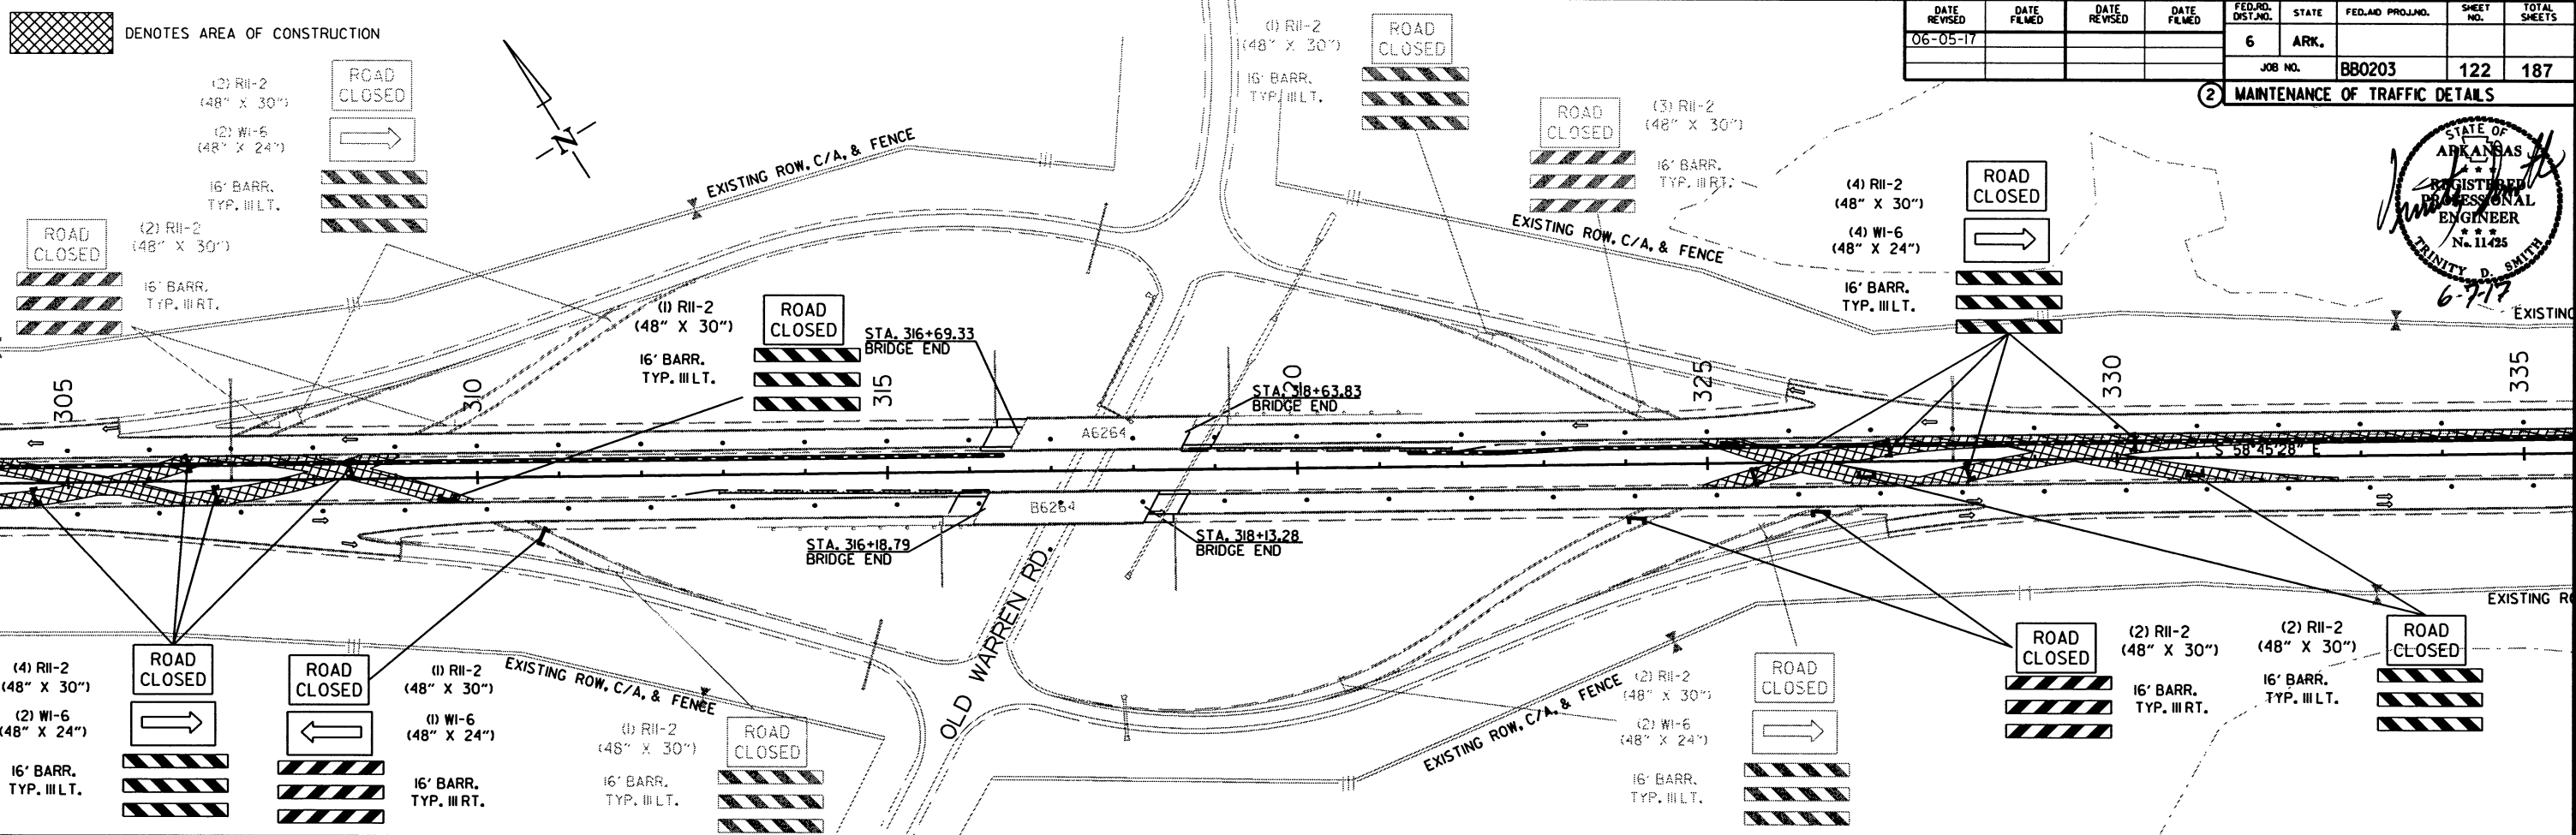 DENOTES AREA OF CONSTRUCTION
DATE REVISED
DATE FILMED
DATE REVISED
DATE FILMED
FED.RD. DIST.NO.
STATE
FED.AID PROJ.NO.
SHEET NO.
TOTAL SHEETS
06-05-17
6
ARK.
JOB NO.
BB0203
122
187
2 MAINTENANCE OF TRAFFIC DETAILS
STATE OF
ARKANSAS
REGISTERED
PROFESSIONAL
ENGINEER
No. 11425
TRINITY D. SMITH
6-7-17
N
(2) R11-2
(48" X 30")
(2) W1-6
(48" X 24")
16' BARR.
TYP. III LT.
ROAD
CLOSED
(1) R11-2
(48" X 30")
16' BARR.
TYP. III LT.
ROAD
CLOSED
ROAD
CLOSED
(3) R11-2
(48" X 30")
16' BARR.
TYP. III RT.
(4) R11-2
(48" X 30")
(4) W1-6
(48" X 24")
16' BARR.
TYP. III LT.
ROAD
CLOSED
ROAD
CLOSED
(2) R11-2
(48" X 30")
16' BARR.
TYP. III RT.
EXISTING ROW, C/A, & FENCE
EXISTING ROW, C/A, & FENCE
EXISTING
(1) R11-2
(48" X 30")
16' BARR.
TYP. III LT.
ROAD
CLOSED
STA. 316+69.33
BRIDGE END
STA. 318+63.83
BRIDGE END
305
310
315
320
325
330
335
A6264
S 58°45'28" E
B6264
STA. 316+18.79
BRIDGE END
STA. 318+13.28
BRIDGE END
OLD WARREN RD.
EXISTING ROW, C/A, & FENCE
EXISTING ROW, C/A, & FENCE
EXISTING R
(4) R11-2
(48" X 30")
(2) W1-6
(48" X 24")
16' BARR.
TYP. III LT.
ROAD
CLOSED
ROAD
CLOSED
(1) R11-2
(48" X 30")
(1) W1-6
(48" X 24")
16' BARR.
TYP. III RT.
(1) R11-2
(48" X 30")
16' BARR.
TYP. III LT.
ROAD
CLOSED
(2) R11-2
(48" X 30")
(2) W1-6
(48" X 24")
16' BARR.
TYP. III LT.
ROAD
CLOSED
ROAD
CLOSED
(2) R11-2
(48" X 30")
16' BARR.
TYP. III RT.
(2) R11-2
(48" X 30")
16' BARR.
TYP. III LT.
ROAD
CLOSED